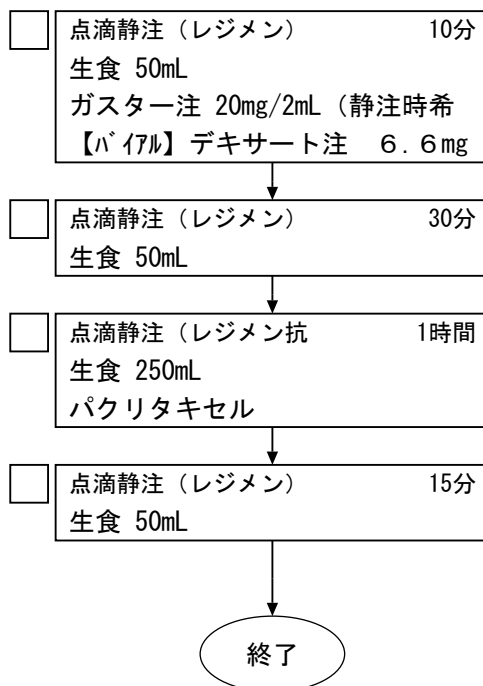 点滴静注（レジメン） 10分
生食 50mL
ガスター注 20mg/2mL（静注時希
【ﾊﾞｲｱﾙ】デキサート注　６.６mg
点滴静注（レジメン） 30分
生食 50mL
点滴静注（レジメン抗 1時間
生食 250mL
パクリタキセル
点滴静注（レジメン） 15分
生食 50mL
終了